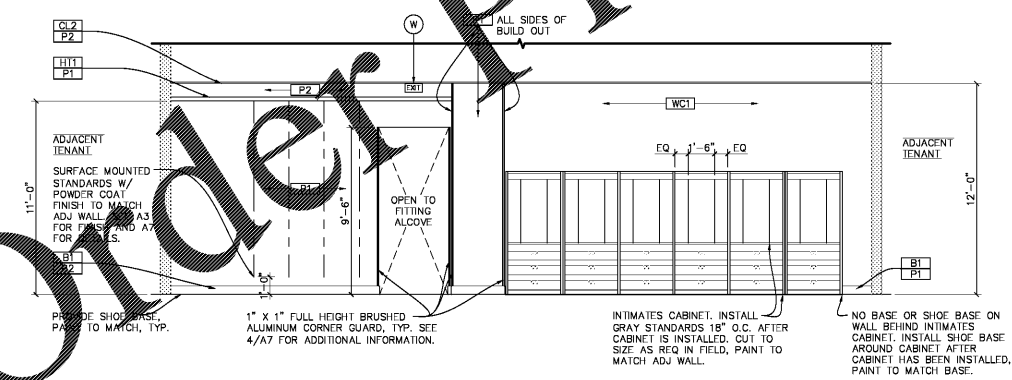 CL2
P2
HT1
P1
W
ALL SIDES OF
BUILD OUT
P2
EXIT
WC1
ADJACENT
TENANT
ADJACENT
TENANT
SURFACE MOUNTED
STANDARDS W/
POWDER COAT
FINISH TO MATCH
ADJ WALL. A3
FOR FINISH AND A7
FOR DETAILS.
P1
11'-0"
9'-6"
1'-0"
12'-0"
OPEN TO
FITTING
ALCOVE
EQ 1'-6" EQ
B1
P2
B1
P1
PROVIDE SHOE BASE,
PAINT TO MATCH, TYP.
1" X 1" FULL HEIGHT BRUSHED
ALUMINUM CORNER GUARD, TYP. SEE
4/A7 FOR ADDITIONAL INFORMATION.
INTIMATES CABINET. INSTALL
GRAY STANDARDS 18" O.C. AFTER
CABINET IS INSTALLED. CUT TO
SIZE AS REQ IN FIELD, PAINT TO
MATCH ADJ WALL.
NO BASE OR SHOE BASE ON
WALL BEHIND INTIMATES
CABINET. INSTALL SHOE BASE
AROUND CABINET AFTER
CABINET HAS BEEN INSTALLED,
PAINT TO MATCH BASE.
Order Pr